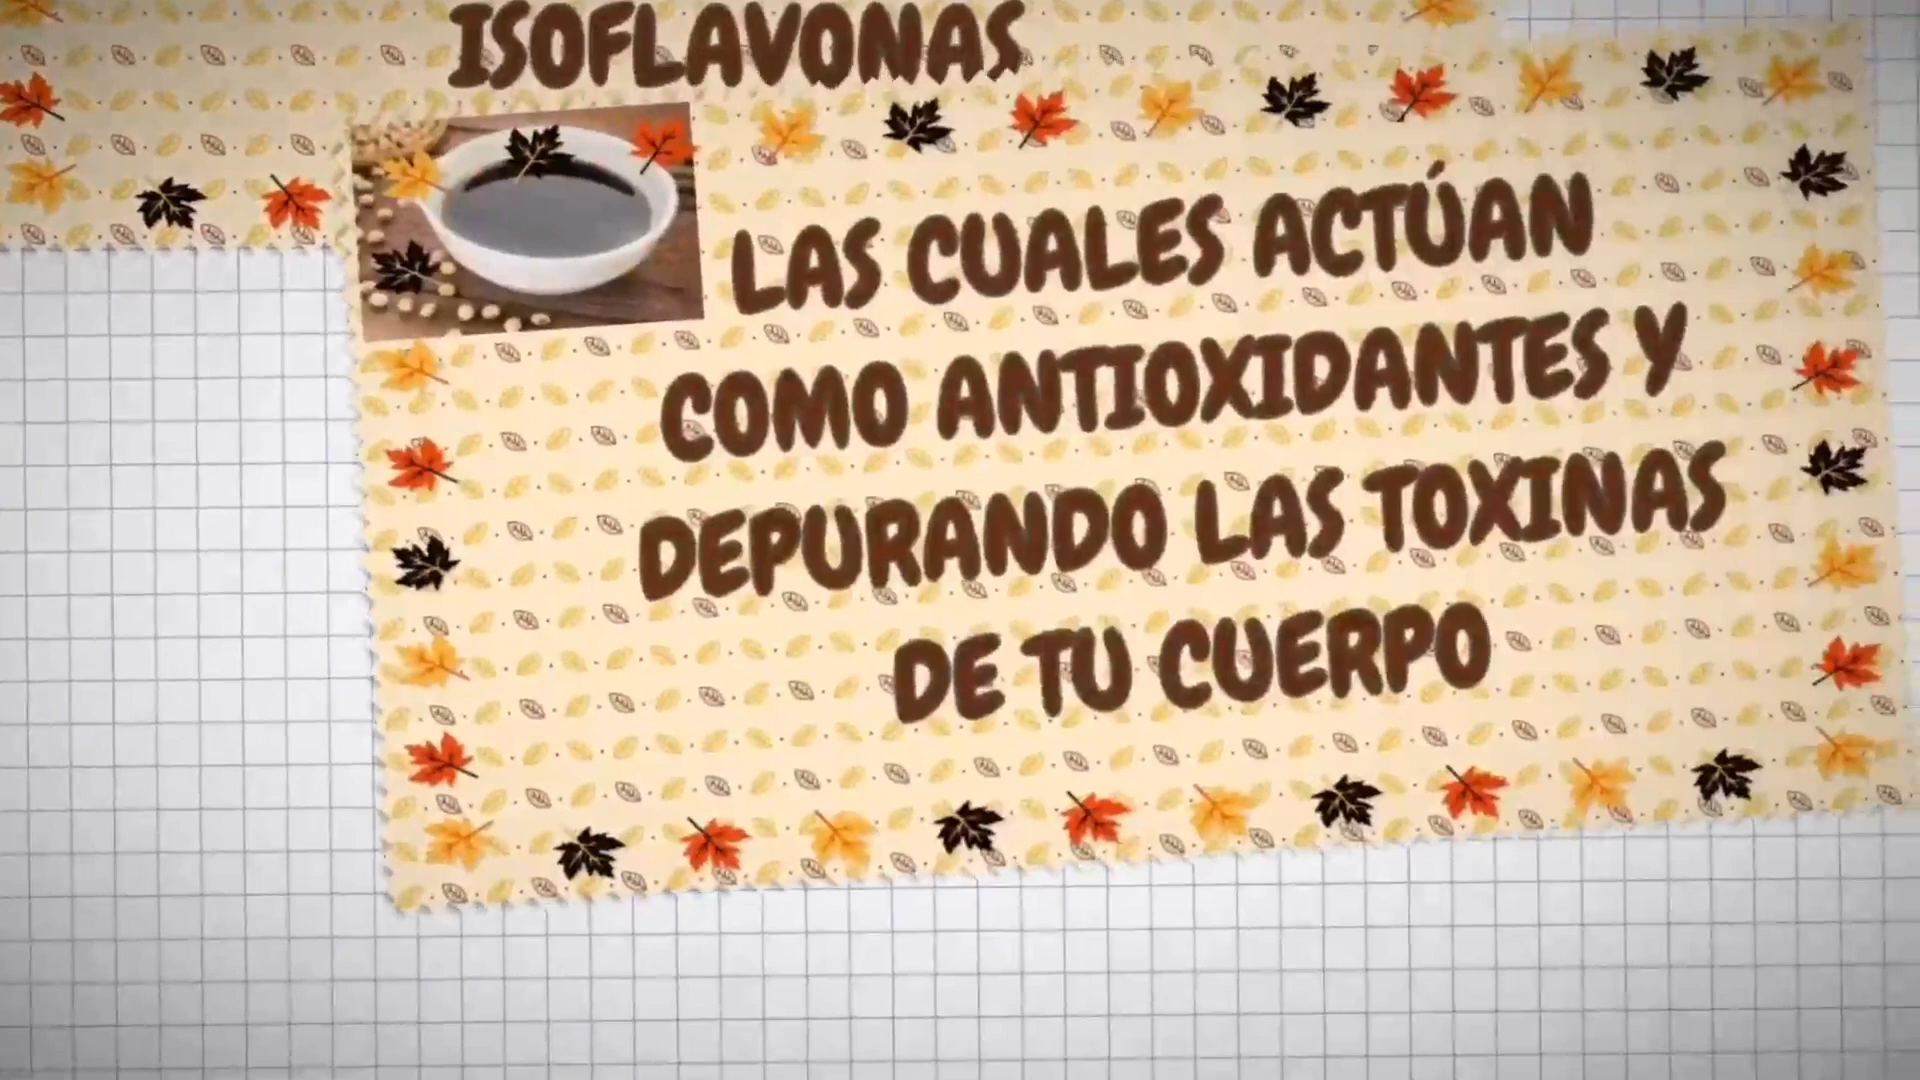 ISOFLAVONAS
LAS CUALES ACTÚAN
COMO ANTIOXIDANTES Y
DEPURANDO LAS TOXINAS
DE TU CUERPO